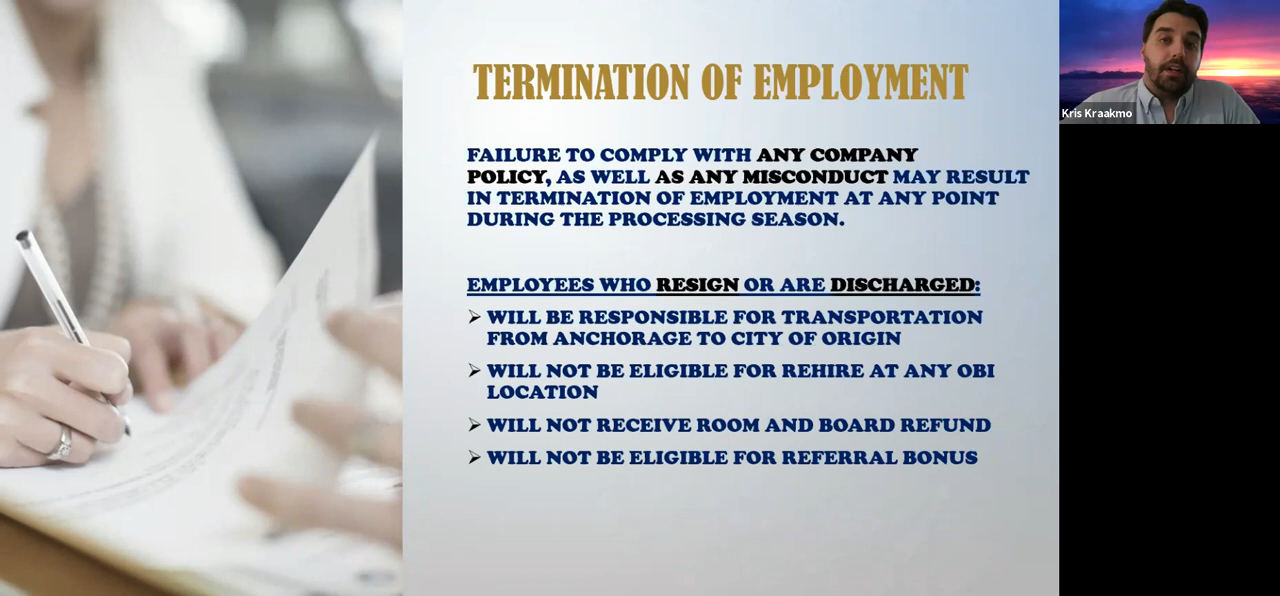 TERMINATION OF EMPLOYMENT
FAILURE TO COMPLY WITH ANY COMPANY
POLICY, AS WELL AS ANY MISCONDUCT MAY RESULT
IN TERMINATION OF EMPLOYMENT AT ANY POINT
DURING THE PROCESSING SEASON.
EMPLOYEES WHO RESIGN OR ARE DISCHARGED:
WILL BE RESPONSIBLE FOR TRANSPORTATION
FROM ANCHORAGE TO CITY OF ORIGIN
WILL NOT BE ELIGIBLE FOR REHIRE AT ANY OBI
LOCATION
WILL NOT RECEIVE ROOM AND BOARD REFUND
WILL NOT BE ELIGIBLE FOR REFERRAL BONUS
Kris Kraakmo